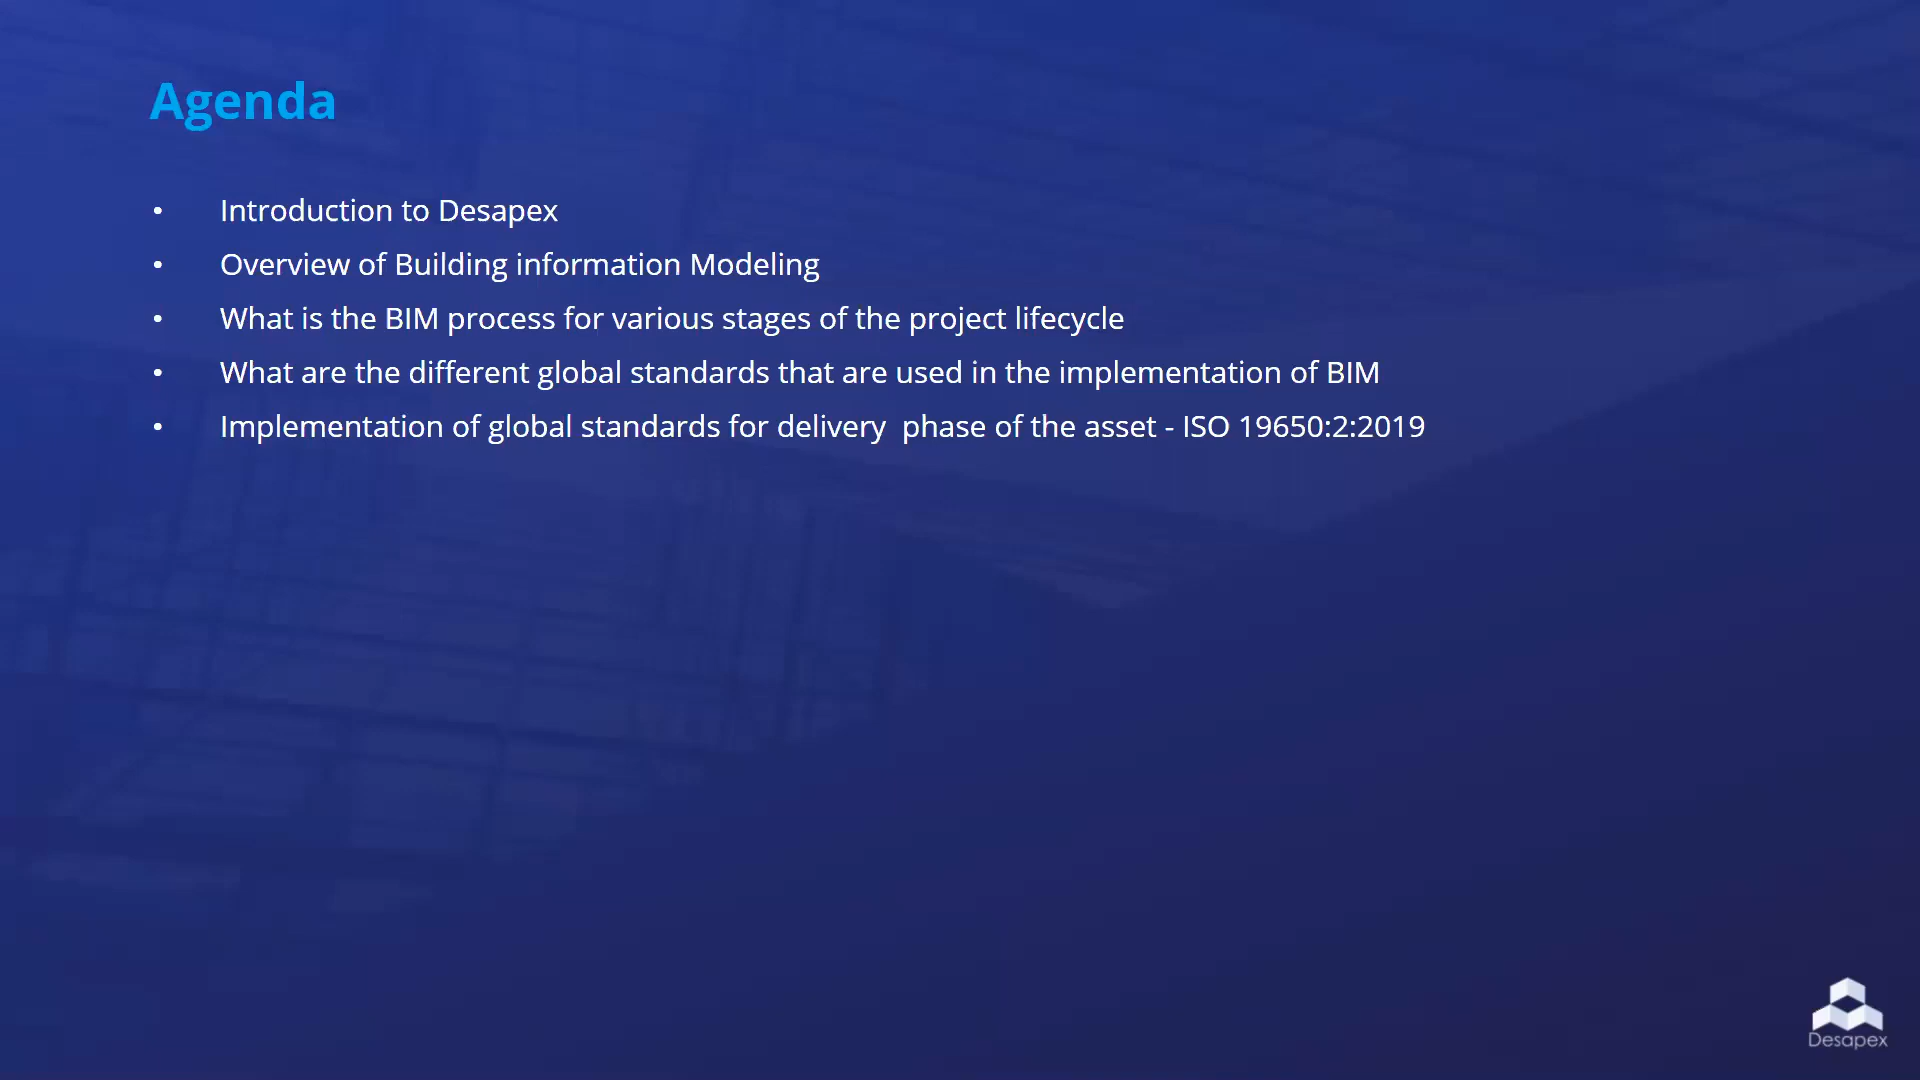 Agenda
• Introduction to Desapex
• Overview of Building information Modeling
• What is the BIM process for various stages of the project lifecycle
• What are the different global standards that are used in the implementation of BIM
• Implementation of global standards for delivery  phase of the asset - ISO 19650:2:2019
Desapex